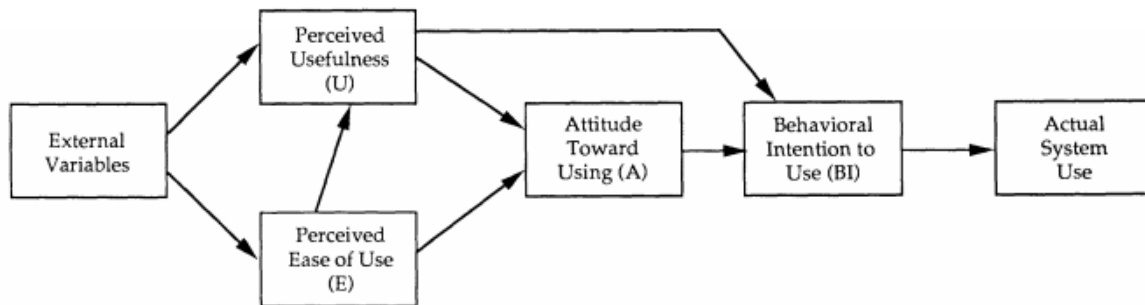 External
Variables
Perceived
Usefulness
(U)
Perceived
Ease of Use
(E)
Attitude
Toward
Using (A)
Behavioral
Intention to
Use (BI)
Actual
System
Use